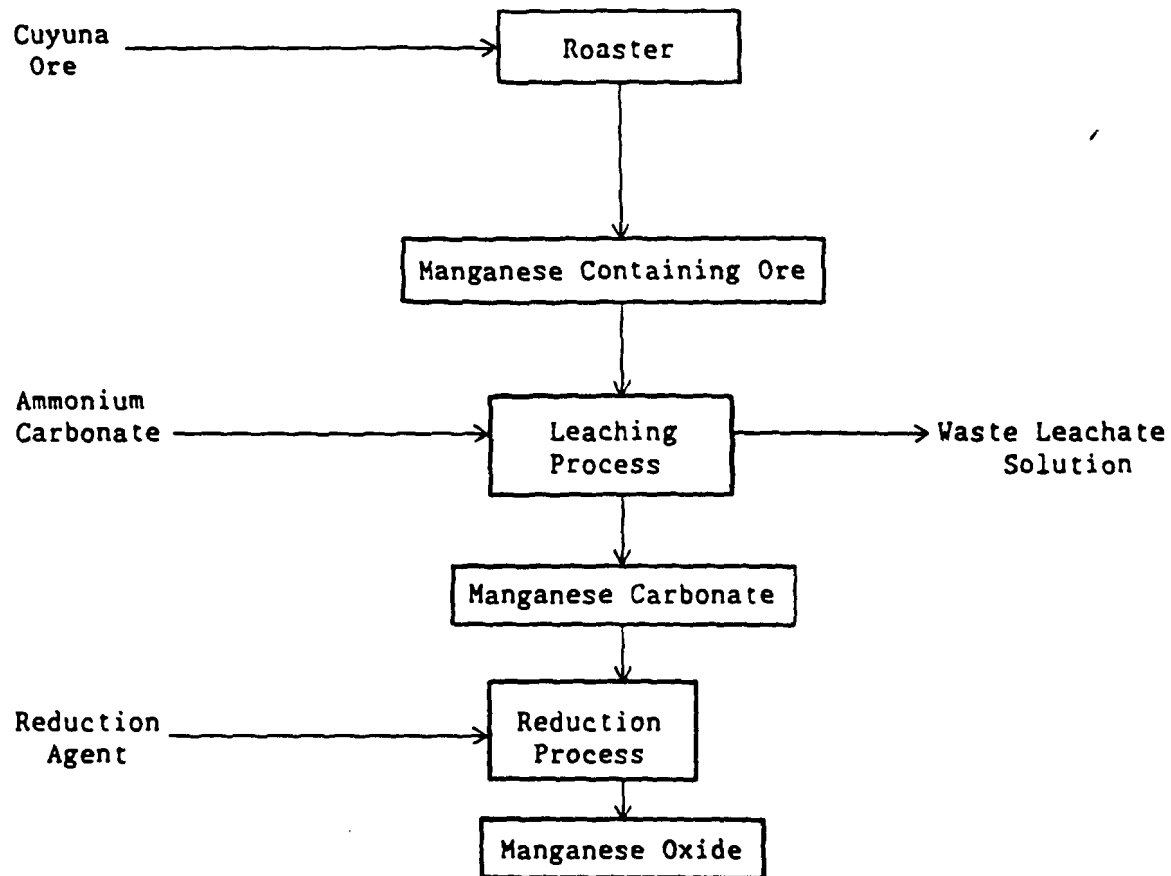 Cuyuna
Ore
Roaster
Manganese Containing Ore
Ammonium
Carbonate
Leaching
Process
Waste Leachate
Solution
Manganese Carbonate
Reduction
Agent
Reduction
Process
Manganese Oxide